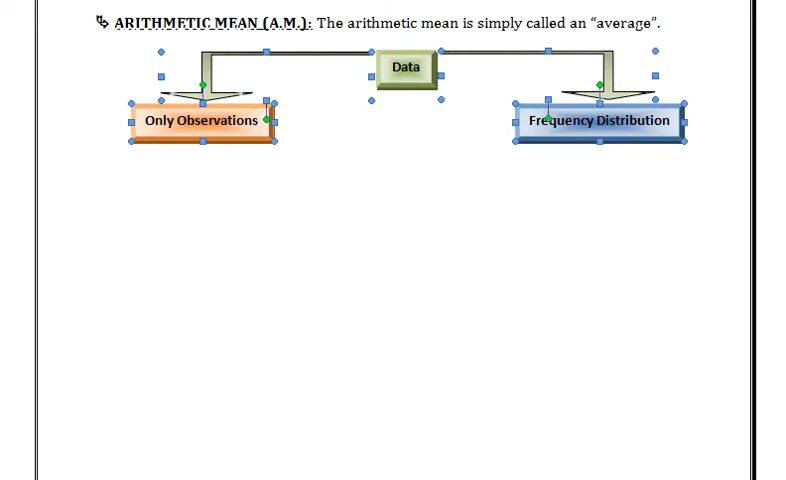 ARITHMETIC MEAN (A.M.): The arithmetic mean is simply called an “average”.
Data
Only Observations
Frequency Distribution